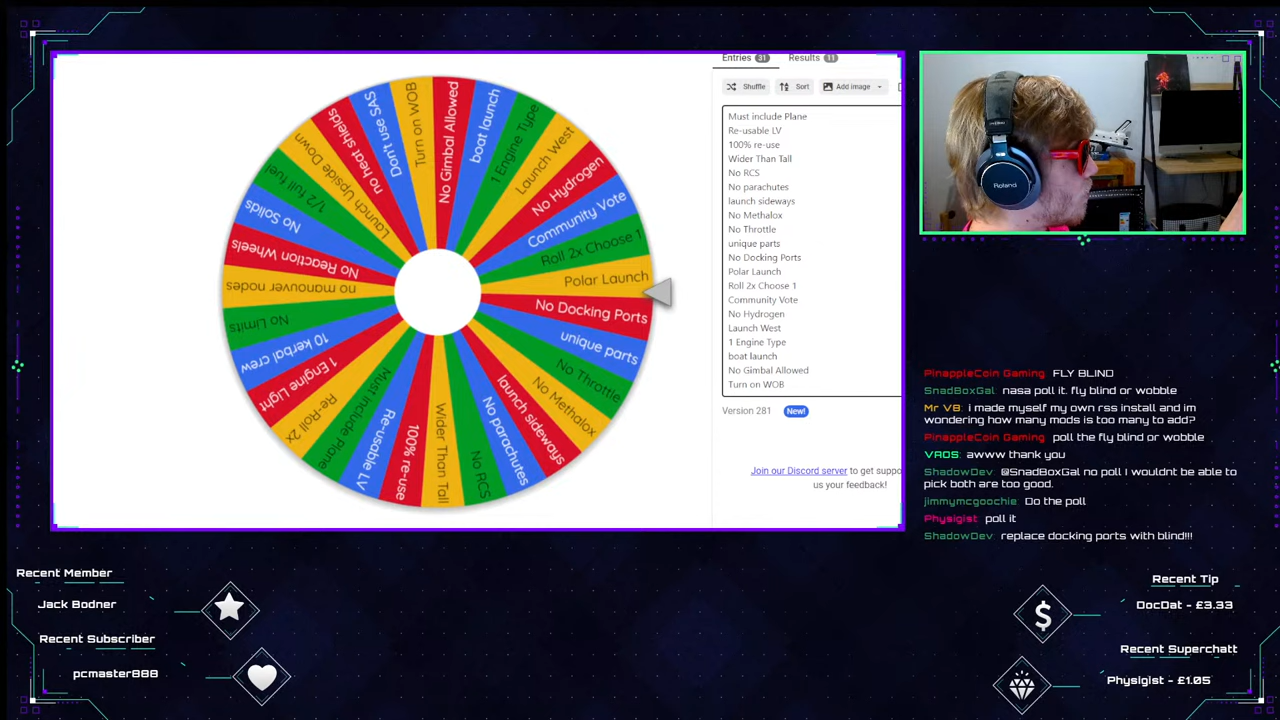 Entries 31
Results 11
Shuffle
Sort
Add image
Must include Plane
Re-usable LV
100% re-use
Wider Than Tall
No RCS
No parachutes
launch sideways
No Methalox
No Throttle
unique parts
No Docking Ports
Polar Launch
Roll 2x Choose 1
Community Vote
No Hydrogen
Launch West
1 Engine Type
boat launch
No Gimbal Allowed
Turn on WOB
Version 281
New!
Join our Discord server to get suppo
us your feedback!
No Gimbal Allowed
boat launch
1 Engine Type
Launch West
No Hydrogen
Community Vote
Roll 2x Choose 1
Polar Launch
No Docking Ports
unique parts
No Throttle
No Methalox
launch sideways
No parachutes
No RCS
Wider Than Tall
100% re-use
Re-usable LV
Must include Plane
Re-Roll 2x
1 Engine Light
10 kerbal crew
No Limits
no manouver nodes
No Reaction Wheels
No Solids
1/2 full fuel
Launch Upside Down
no heat shields
Don't use SAS
Turn on WOB
Roland
PinappleCoin Gaming FLY BLIND
SnadBoxGal: nasa poll it. fly blind or wobble
Mr V8: i made myself my own rss install and im
wondering how many mods is too many to add?
PinappleCoin Gaming poll the fly blind or wobble
VAOS: awww thank you
ShadowDev: @SnadBoxGal no poll I wouldnt be able to
pick both are too good.
jimmymcgoochie: Do the poll
Physigist poll it
ShadowDev: replace docking ports with blind!!!
Recent Member
Jack Bodner
Recent Subscriber
pcmaster888
Recent Tip
DocDat - £3.33
Recent Superchatt
Physigist - £1.05